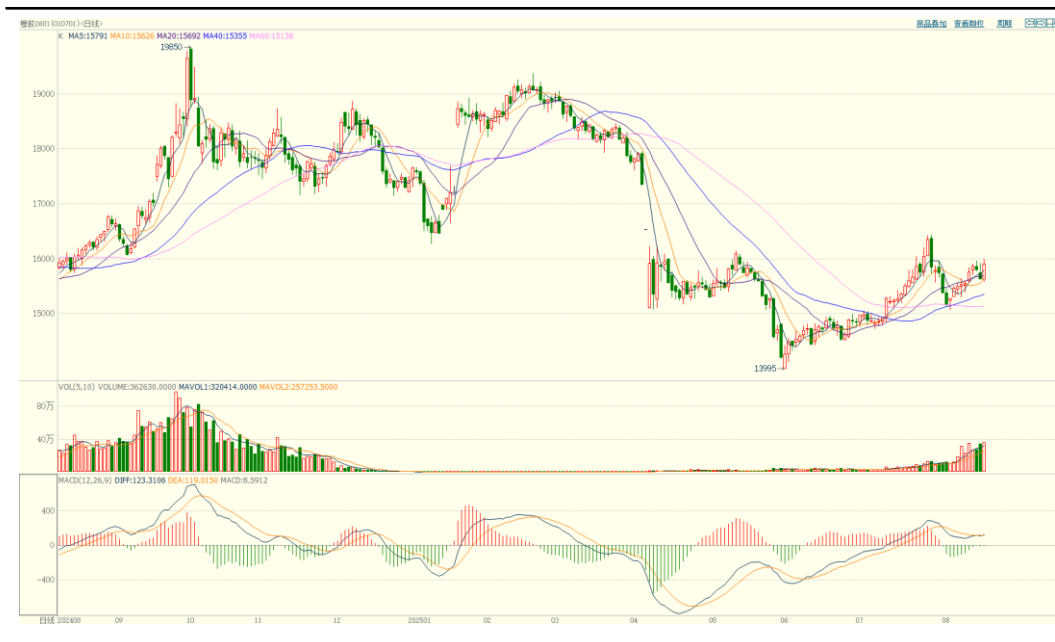 橡胶2601(010701)<日线>
商品叠加 查看期权 周期
K MA5:15791 MA10:15626 MA20:15692 MA40:15355 MA60:15130
19850
19000
18000
17000
16000
15000
13995
VOL(5,10) VOLUME:362630.0000 MAVOL1:320414.0000 MAVOL2:257253.5000
80万
40万
MACD(12,26,9) DIFF:123.3106 DEA:119.0150 MACD:8.5912
400
0
-400
日线 202408 09 10 11 12 202501 02 03 04 05 06 07 08